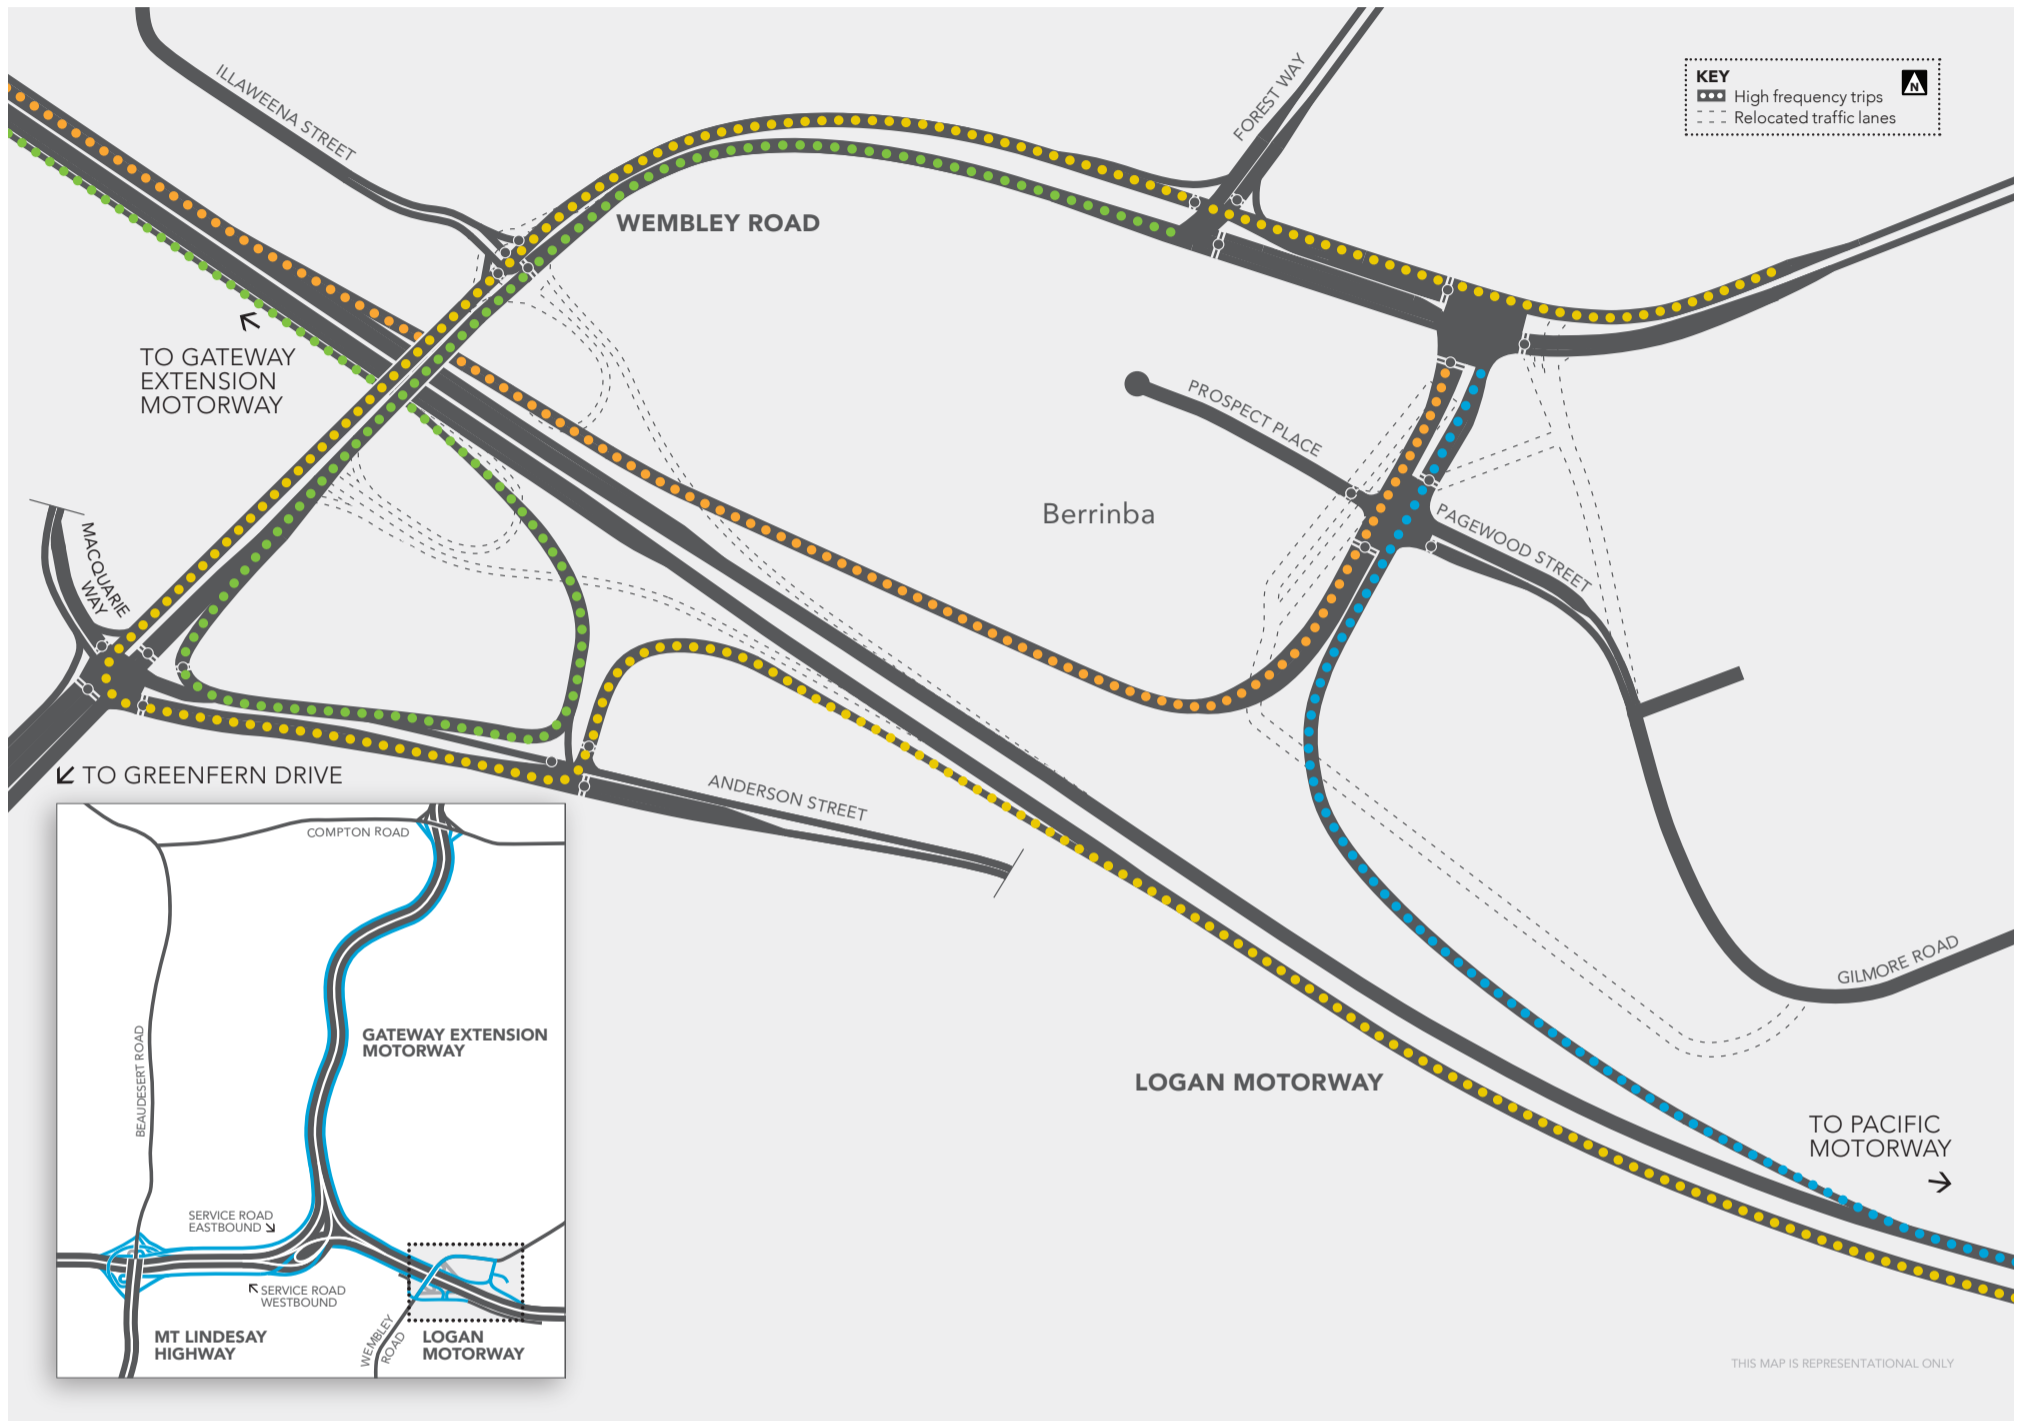 ILLAWEENA STREET
FOREST WAY
KEY
N
High frequency trips
Relocated traffic lanes
WEMBLEY ROAD
TO GATEWAY
EXTENSION
MOTORWAY
PROSPECT PLACE
Berrinba
PAGEWOOD STREET
MACQUARIE
WAY
TO GREENFERN DRIVE
ANDERSON STREET
GILMORE ROAD
LOGAN MOTORWAY
TO PACIFIC
MOTORWAY
COMPTON ROAD
BEAUDESERT ROAD
GATEWAY EXTENSION
MOTORWAY
SERVICE ROAD
EASTBOUND
SERVICE ROAD
WESTBOUND
MT LINDESAY
HIGHWAY
WEMBLEY
ROAD
LOGAN
MOTORWAY
THIS MAP IS REPRESENTATIONAL ONLY